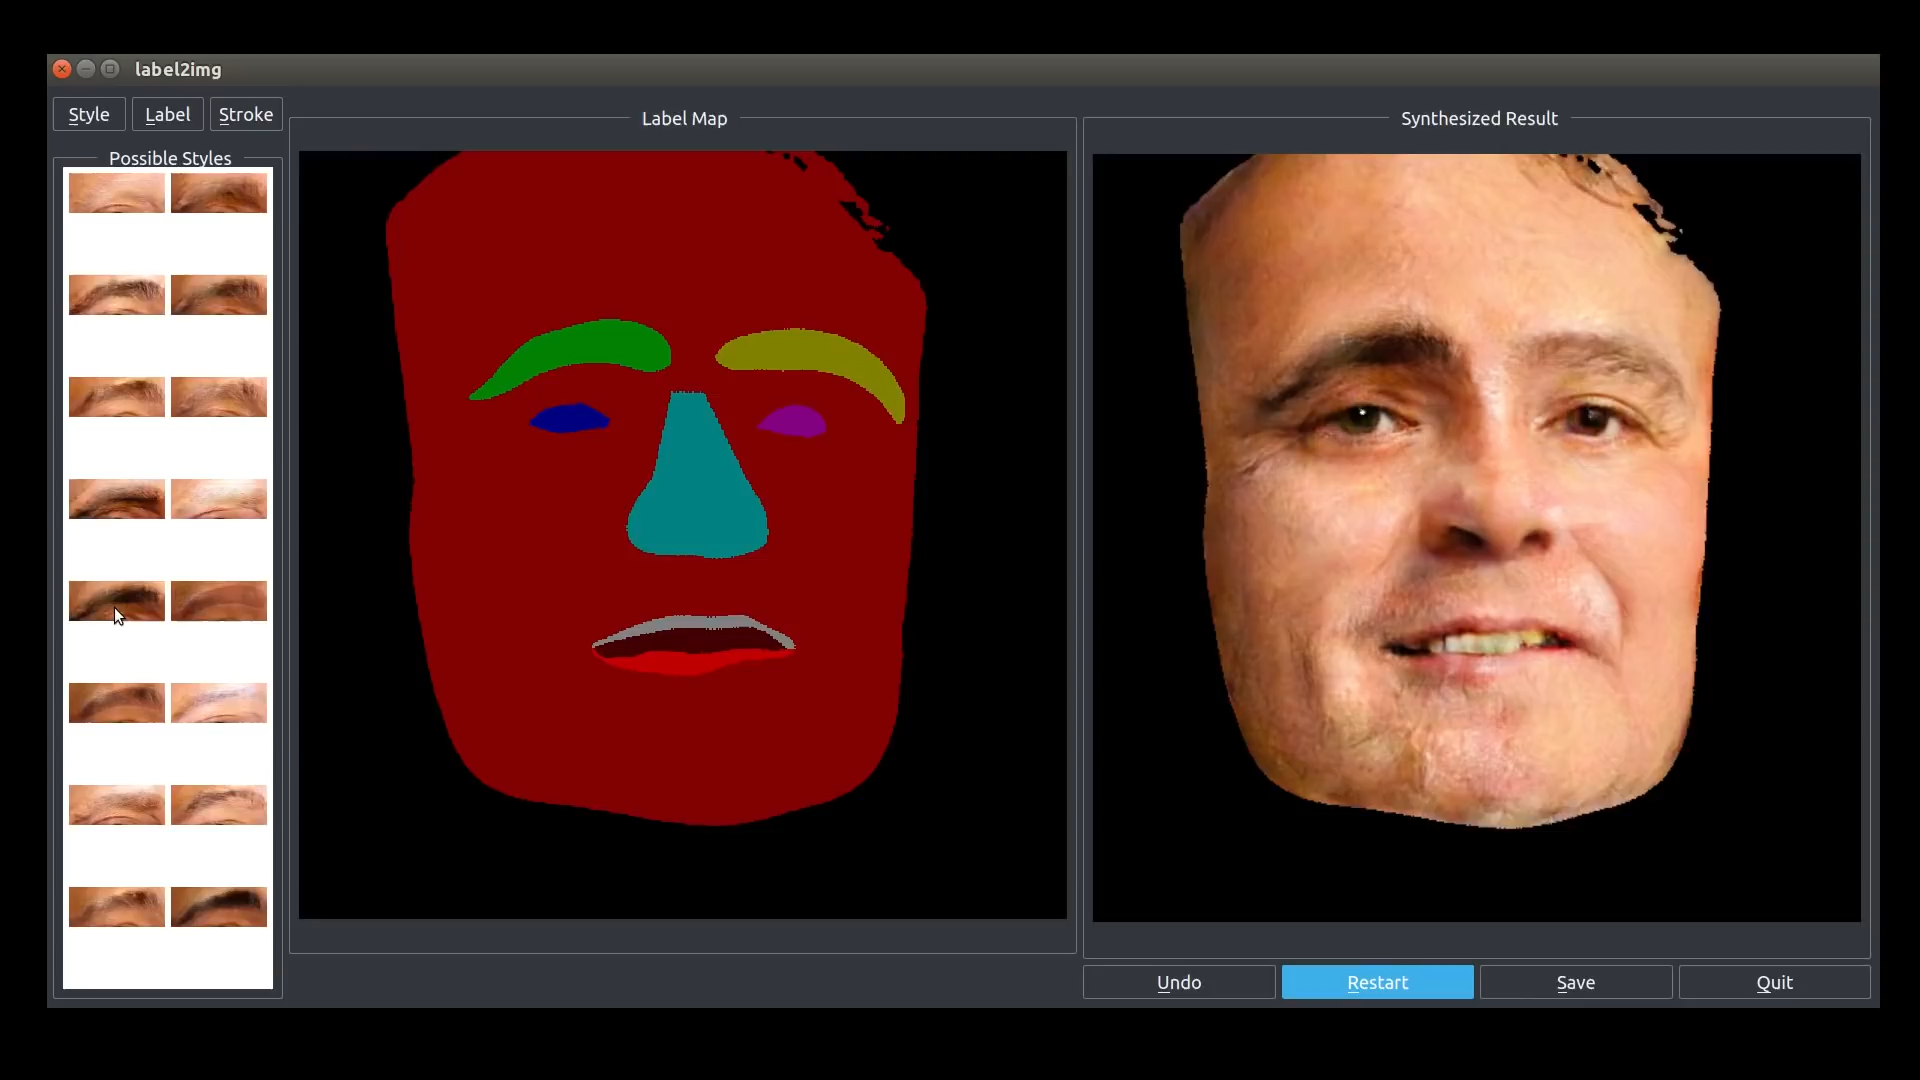 label2img
Style Label Stroke
Possible Styles
Label Map
Synthesized Result
Undo Restart Save Quit